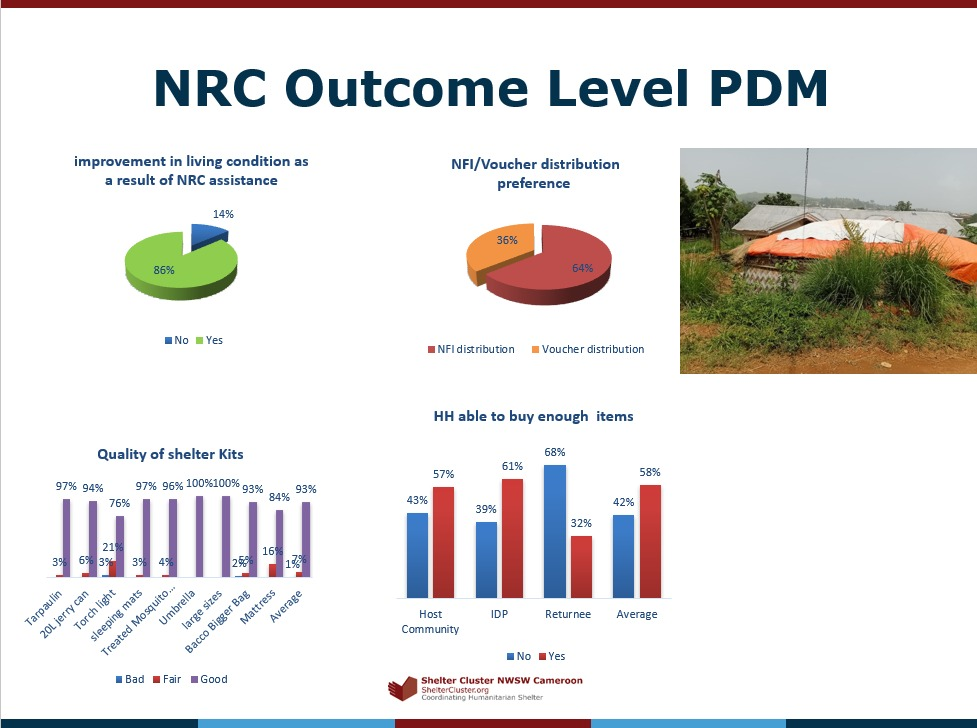 NRC Outcome Level PDM
improvement in living condition as
a result of NRC assistance
14%
86%
No Yes
NFI/Voucher distribution
preference
36%
64%
NFI distribution Voucher distribution
Quality of shelter Kits
97% 94% 76% 97% 96% 100% 100% 93% 84% 93%
3% 6% 3% 21% 3% 4% 2% 5% 16% 1% 7%
Tarpaulin
20L jerry can
Torch light
sleeping mats
Treated Mosquito...
Umbrella
large sizes
Bacco Bigger Bag
Mattress
Average
Bad Fair Good
HH able to buy enough items
43% 57% 39% 61% 68% 32% 42% 58%
Host
Community
IDP
Returnee
Average
No Yes
Shelter Cluster NWSW Cameroon
ShelterCluster.org
Coordinating Humanitarian Shelter